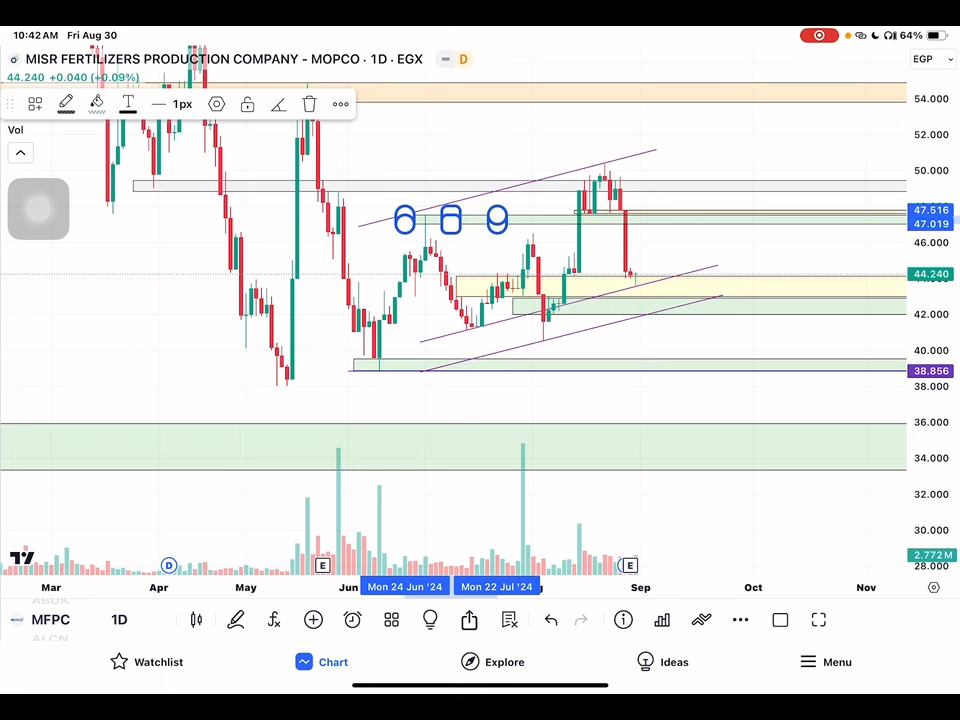 10:42 AM Fri Aug 30
64%
MISR FERTILIZERS PRODUCTION COMPANY - MOPCO · 1D · EGX
D
EGP
44.240 +0.040 (+0.09%)
1px
Vol
54.000
52.000
50.000
47.516
47.019
46.000
44.240
42.000
40.000
38.856
38.000
36.000
34.000
32.000
30.000
2.772M
28.000
D
E
E
Mar
Apr
May
Jun
Mon 24 Jun '24
Mon 22 Jul '24
Sep
Oct
Nov
MFPC
1D
ALCN
Watchlist
Chart
Explore
Ideas
Menu